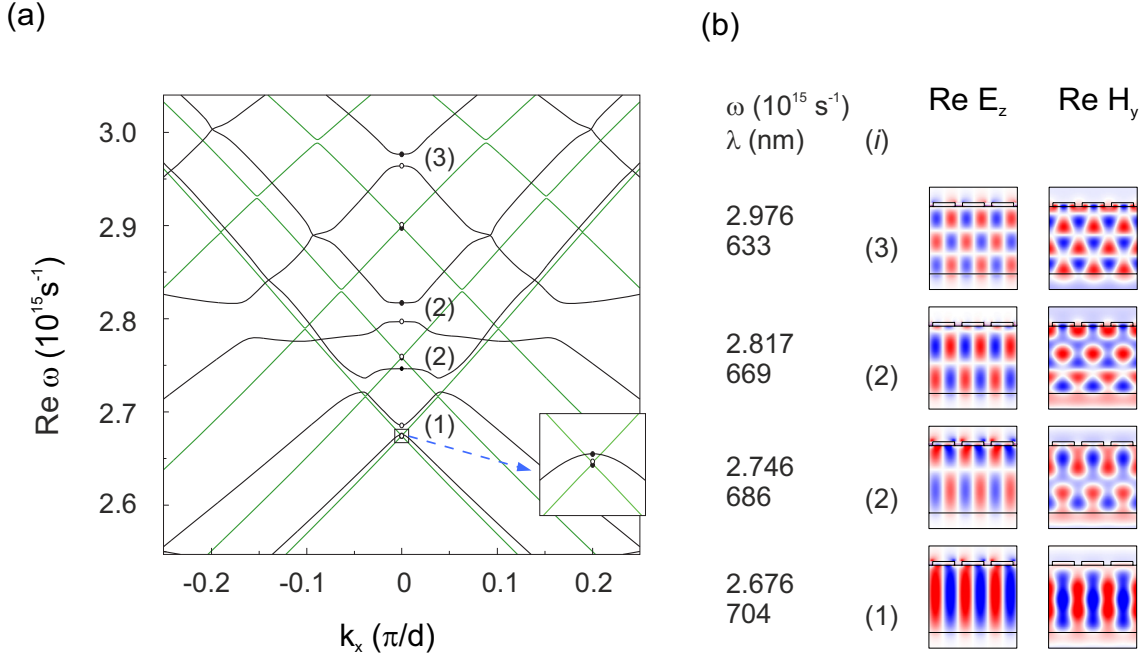 (a)
(b)
ω (10¹⁵ s⁻¹)
λ (nm)
(i)
Re E_z
Re H_y
Re ω (10¹⁵s⁻¹)
3.0
2.9
2.8
2.7
2.6
(3)
(2)
(2)
(1)
-0.2
-0.1
0
0.1
0.2
k_x (π/d)
2.976
633
(3)
2.817
669
(2)
2.746
686
(2)
2.676
704
(1)